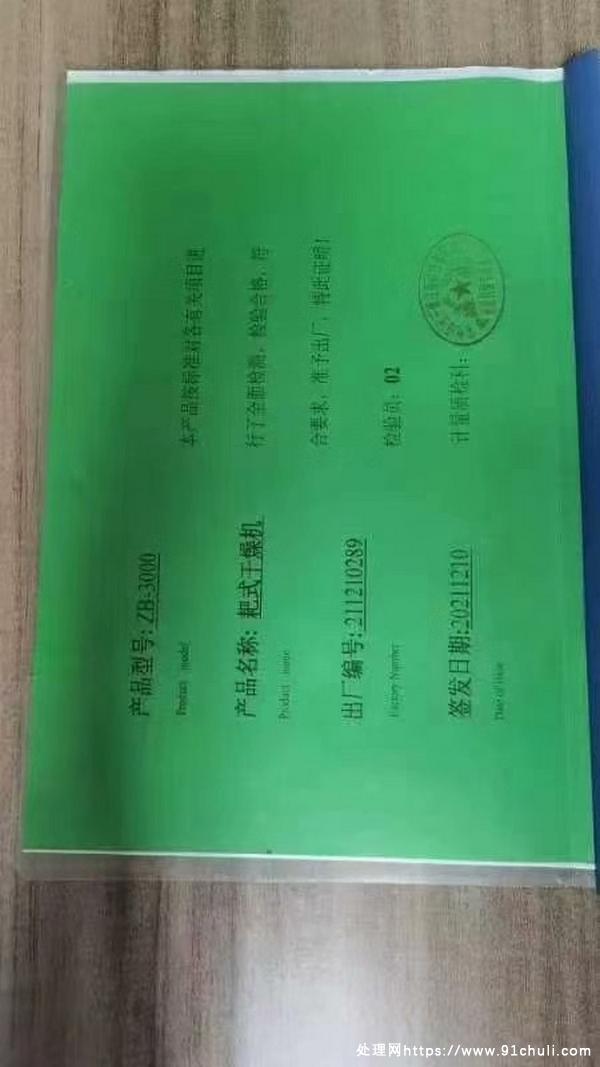 产品型号: ZB-3000
Product model
产品名称: 耙式干燥机
Product name
出厂编号: 211210289
Factory Number
签发日期:20211210
Date of Issue
本产品按标准对各有关项目进
行了全面检测，检验合格，符
合要求，准予出厂，特此证明！
检验员：02
计量质检科：
处理网https://www.91chuli.com